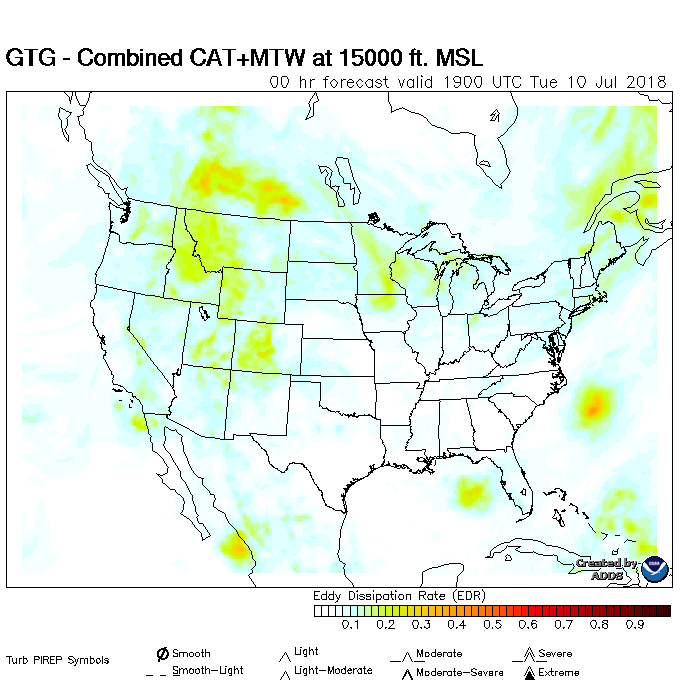 GTG - Combined CAT+MTW at 15000 ft. MSL
00 hr forecast valid 1900 UTC Tue 10 Jul 2018
Created by
ADDS
Eddy Dissipation Rate (EDR)
0.1 0.2 0.3 0.4 0.5 0.6 0.7 0.8 0.9
Turb PIREP Symbols
Smooth Light Moderate Severe
Smooth-Light Light-Moderate Moderate-Severe Extreme